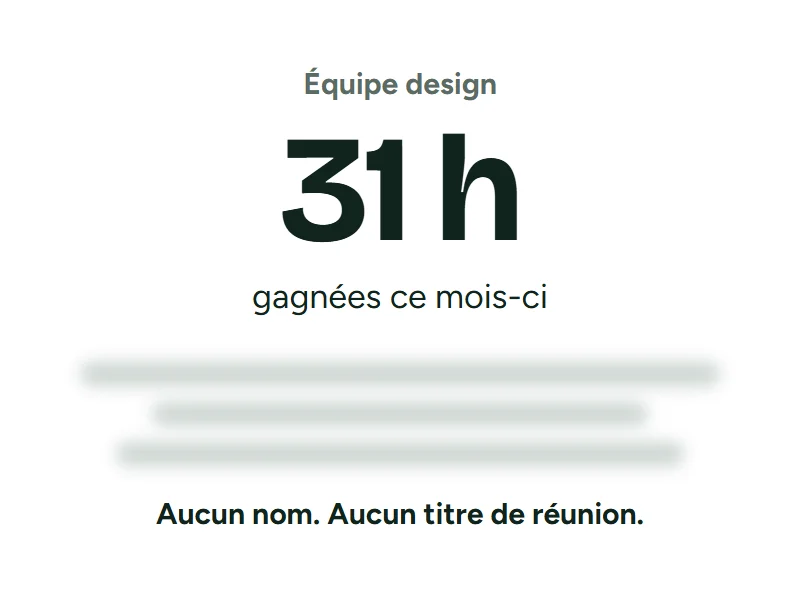 Équipe design
31 h
gagnées ce mois-ci
Aucun nom. Aucun titre de réunion.